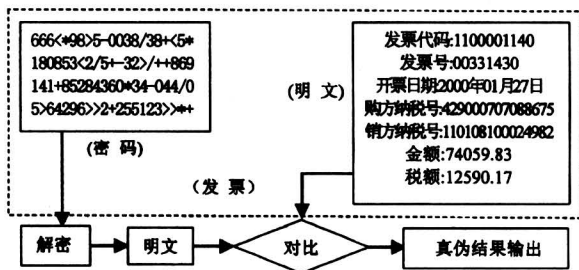 666<*98>5-0038/38+<5*
180853<2/5+-32>/++869
141+85284360*34-044/0
5>64296>>2+255123>>*+
(密 码)
(明 文)
发票代码:1100001140
发票号:00331430
开票日期:2000年01月27日
购方纳税号:429000707088675
销方纳税号:110108100024982
金额:74059.83
税额:12590.17
(发 票)
解密
明文
对比
真伪结果输出